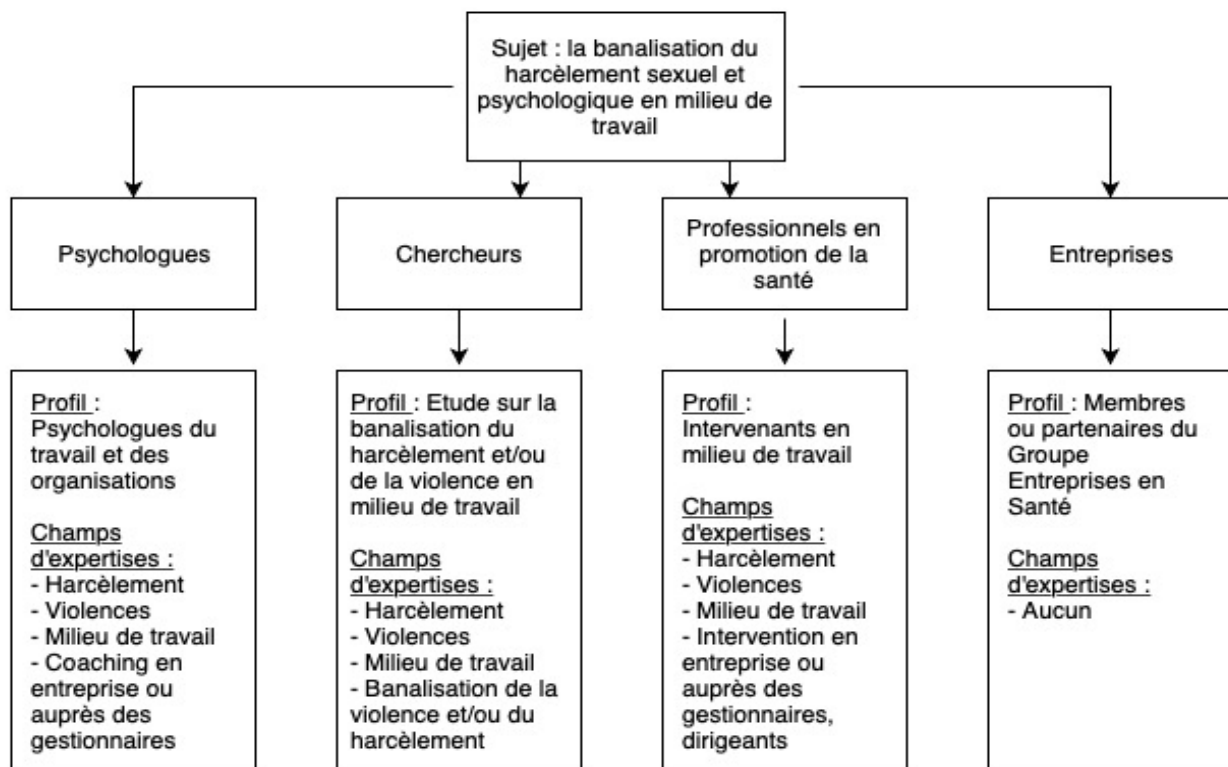 Sujet : la banalisation du
harcèlement sexuel et
psychologique en milieu de
travail
Psychologues
Chercheurs
Professionnels en
promotion de la
santé
Entreprises
Profil :
Psychologues du
travail et des
organisations
Champs
d'expertises :
- Harcèlement
- Violences
- Milieu de travail
- Coaching en
entreprise ou
auprès des
gestionnaires
Profil : Etude sur la
banalisation du
harcèlement et/ou
de la violence en
milieu de travail
Champs
d'expertises :
- Harcèlement
- Violences
- Milieu de travail
- Banalisation de la
violence et/ou du
harcèlement
Profil :
Intervenants en
milieu de travail
Champs
d'expertises :
- Harcèlement
- Violences
- Milieu de travail
- Intervention en
entreprise ou
auprès des
gestionnaires,
dirigeants
Profil : Membres
ou partenaires du
Groupe
Entreprises en
Santé
Champs
d'expertises :
- Aucun